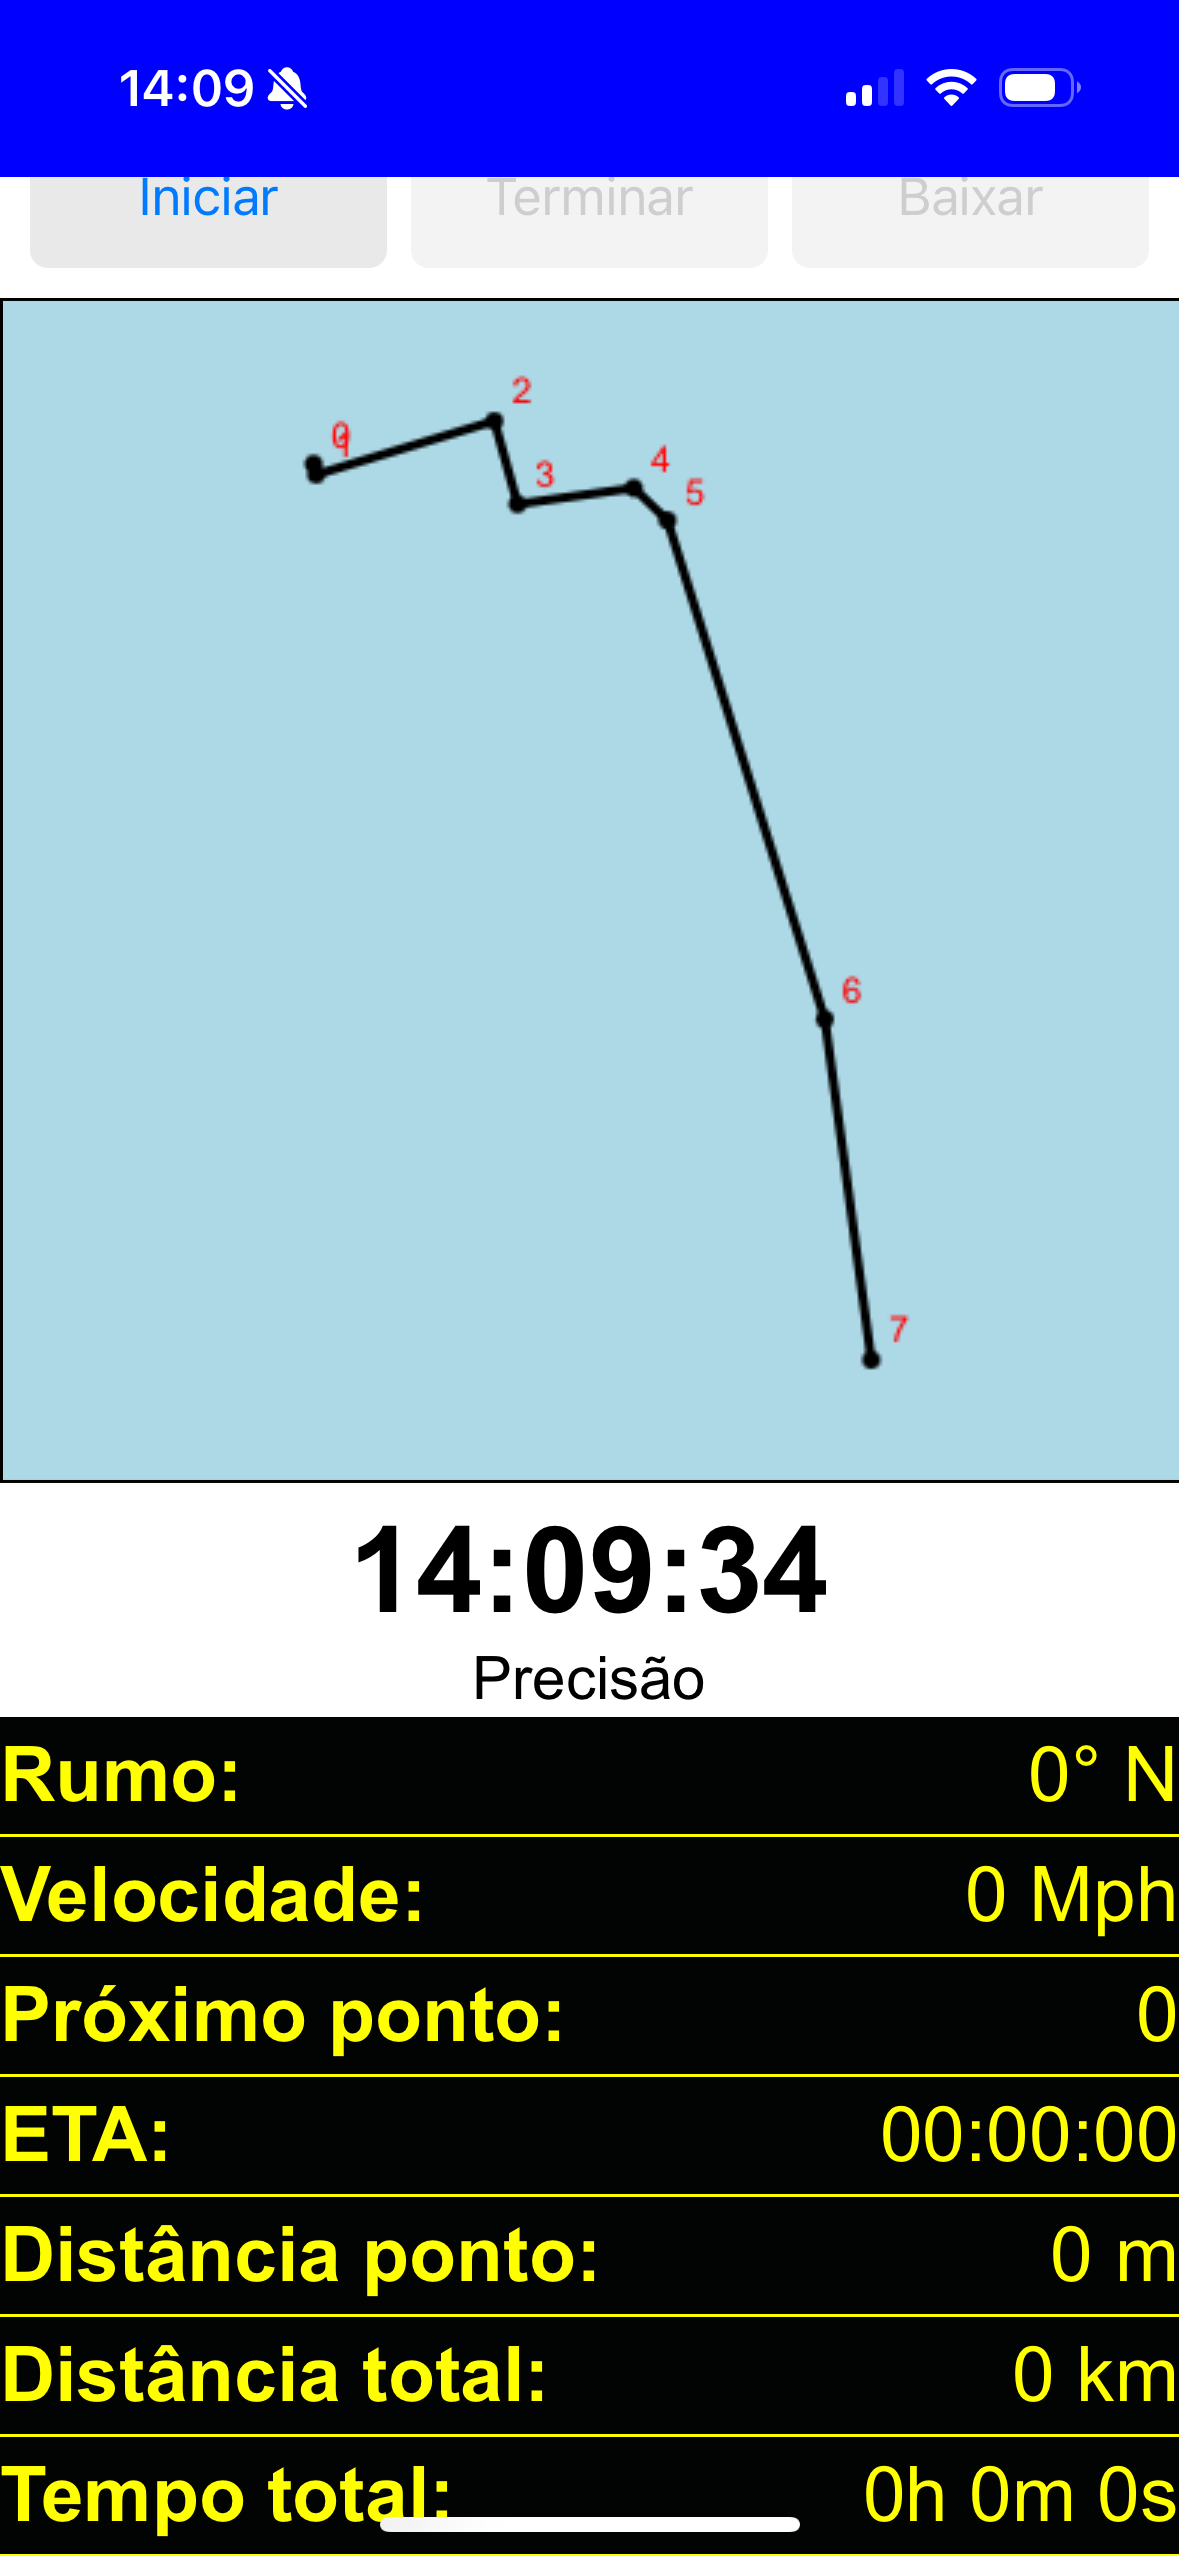 14:09
Iniciar Terminar Baixar
2
0 1
4
3
5
6
7
14:09:34
Precisão
Rumo: 0° N
Velocidade: 0 Mph
Próximo ponto: 0
ETA: 00:00:00
Distância ponto: 0 m
Distância total: 0 km
Tempo total: 0h 0m 0s